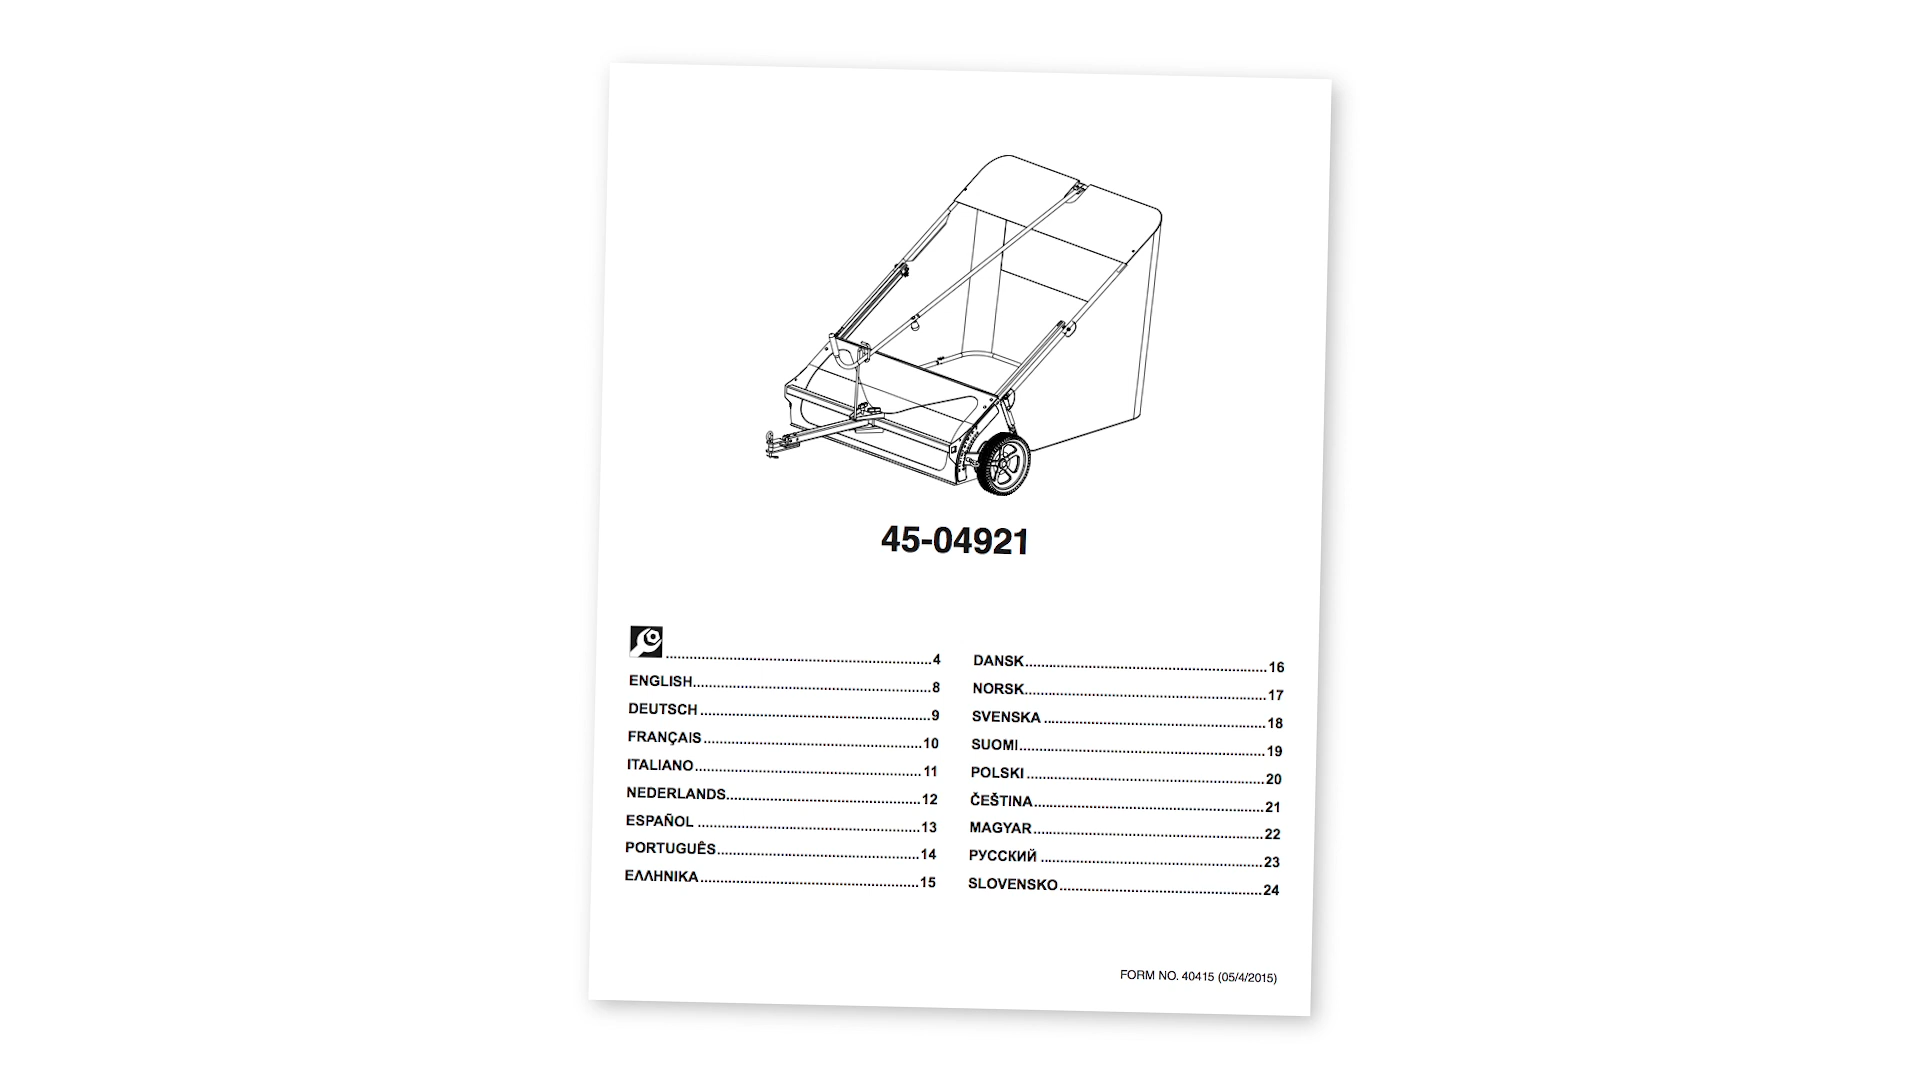 45-04921
........................................................4
ENGLISH..................................................8
DEUTSCH ................................................9
FRANÇAIS..............................................10
ITALIANO................................................11
NEDERLANDS.........................................12
ESPAÑOL ...............................................13
PORTUGUÊS...........................................14
ΕΛΛΗΝΙΚΑ..............................................15
DANSK...................................................16
NORSK...................................................17
SVENSKA ...............................................18
SUOMI....................................................19
POLSKI ..................................................20
ČEŠTINA.................................................21
MAGYAR.................................................22
РУССКИЙ ...............................................23
SLOVENSKO...........................................24
FORM NO. 40415 (05/4/2015)